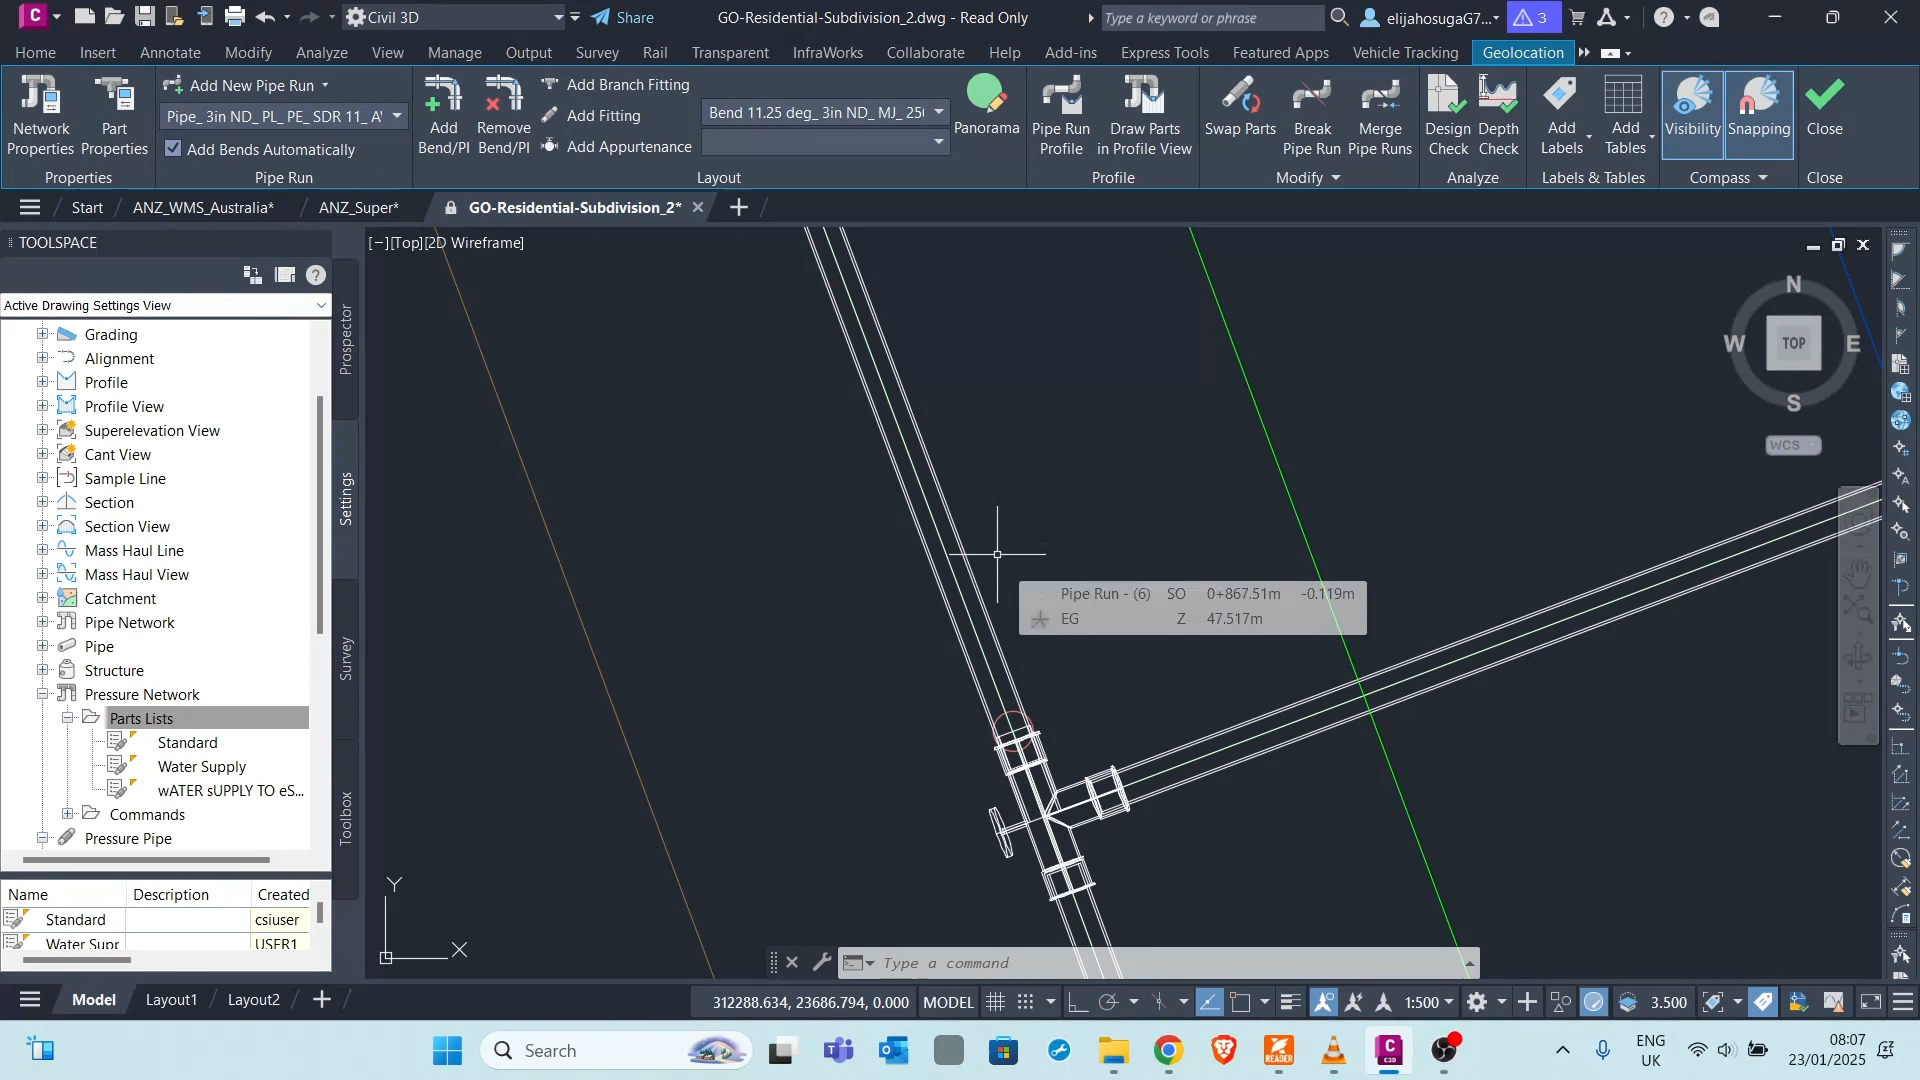 Civil 3D
Share
GO-Residential-Subdivision_2.dwg - Read Only
Type a keyword or phrase
elijahosugaG7...
3
Home Insert Annotate Modify Analyze View Manage Output Survey Rail Transparent InfraWorks Collaborate Help Add-ins Express Tools Featured Apps Vehicle Tracking Geolocation
Network Properties
Part Properties
Properties
Add New Pipe Run
Pipe_ 3in ND_ PL_ PE_ SDR 11_ A
Add Bends Automatically
Pipe Run
Add Bend/PI
Remove Bend/PI
Add Branch Fitting
Add Fitting
Add Appurtenance
Bend 11.25 deg_ 3in ND_ MJ_ 25
Layout
Panorama
Pipe Run Profile
Draw Parts in Profile View
Profile
Swap Parts
Break Pipe Run
Merge Pipe Runs
Modify
Design Check
Depth Check
Analyze
Add Labels
Add Tables
Labels & Tables
Visibility
Snapping
Compass
Close
Close
Start
ANZ_WMS_Australia*
ANZ_Super*
GO-Residential-Subdivision_2*
TOOLSPACE
[−][Top][2D Wireframe]
Active Drawing Settings View
Grading
Alignment
Profile
Profile View
Superelevation View
Cant View
Sample Line
Section
Section View
Mass Haul Line
Mass Haul View
Catchment
Pipe Network
Pipe
Structure
Pressure Network
Parts Lists
Standard
Water Supply
wATER sUPPLY TO eS...
Commands
Pressure Pipe
Prospector
Settings
Survey
Toolbox
Name Description Created
Standard csiuser
Water Supp USER1
N
W TOP E
S
WCS
Pipe Run - (6) SO 0+867.51m -0.119m
EG Z 47.517m
Y
X
Type a command
Model Layout1 Layout2
312288.634, 23686.794, 0.000 MODEL
1:500
3.500
Search
C3D
READER
ENG
UK
08:07
23/01/2025